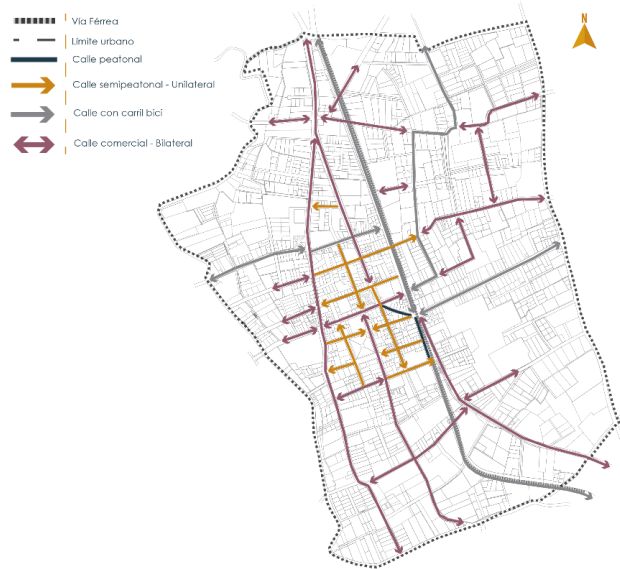 N
Vía Férrea
Límite urbano
Calle peatonal
Calle semipeatonal - Unilateral
Calle con carril bici
Calle comercial - Bilateral